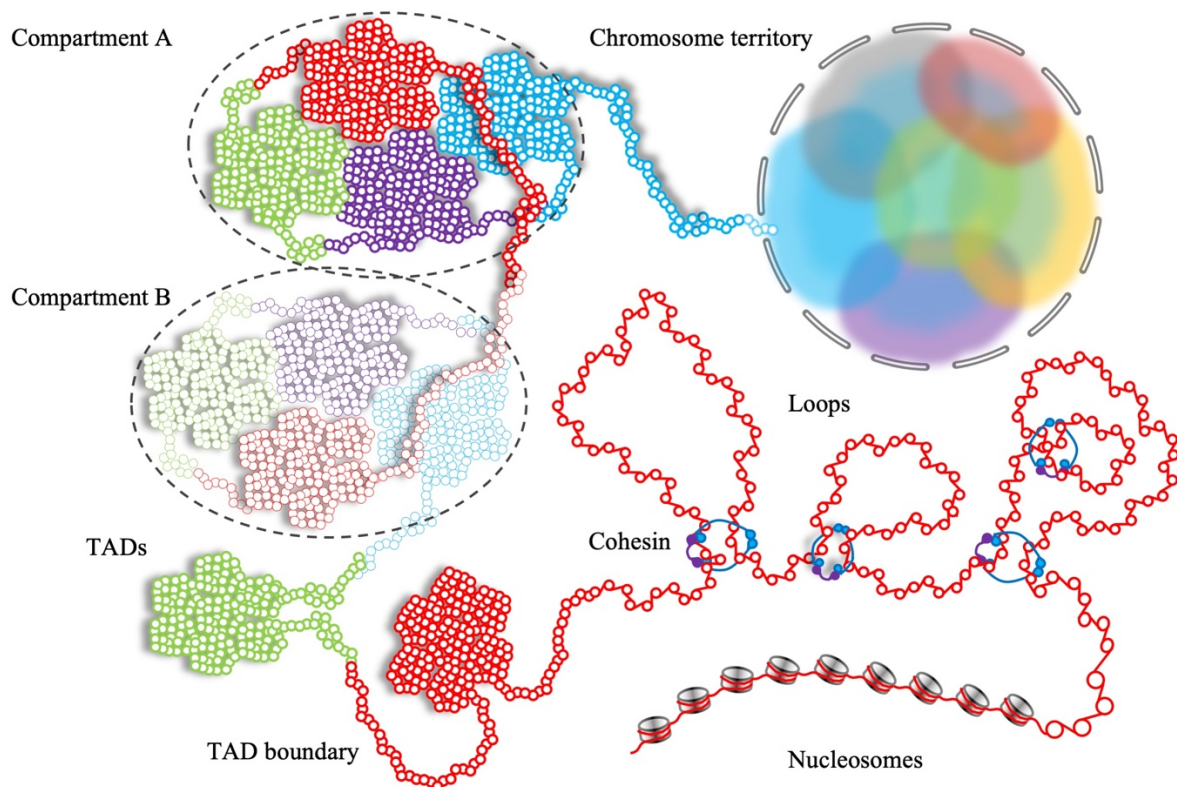 Compartment A
Chromosome territory
Compartment B
Loops
Cohesin
TADs
TAD boundary
Nucleosomes